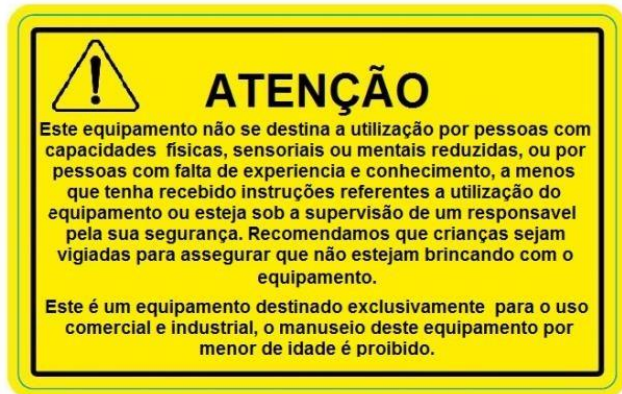 ATENÇÃO
Este equipamento não se destina a utilização por pessoas com
capacidades físicas, sensoriais ou mentais reduzidas, ou por
pessoas com falta de experiencia e conhecimento, a menos
que tenha recebido instruções referentes a utilização do
equipamento ou esteja sob a supervisão de um responsavel
pela sua segurança. Recomendamos que crianças sejam
vigiadas para assegurar que não estejam brincando com o
equipamento.
Este é um equipamento destinado exclusivamente para o uso
comercial e industrial, o manuseio deste equipamento por
menor de idade é proibido.